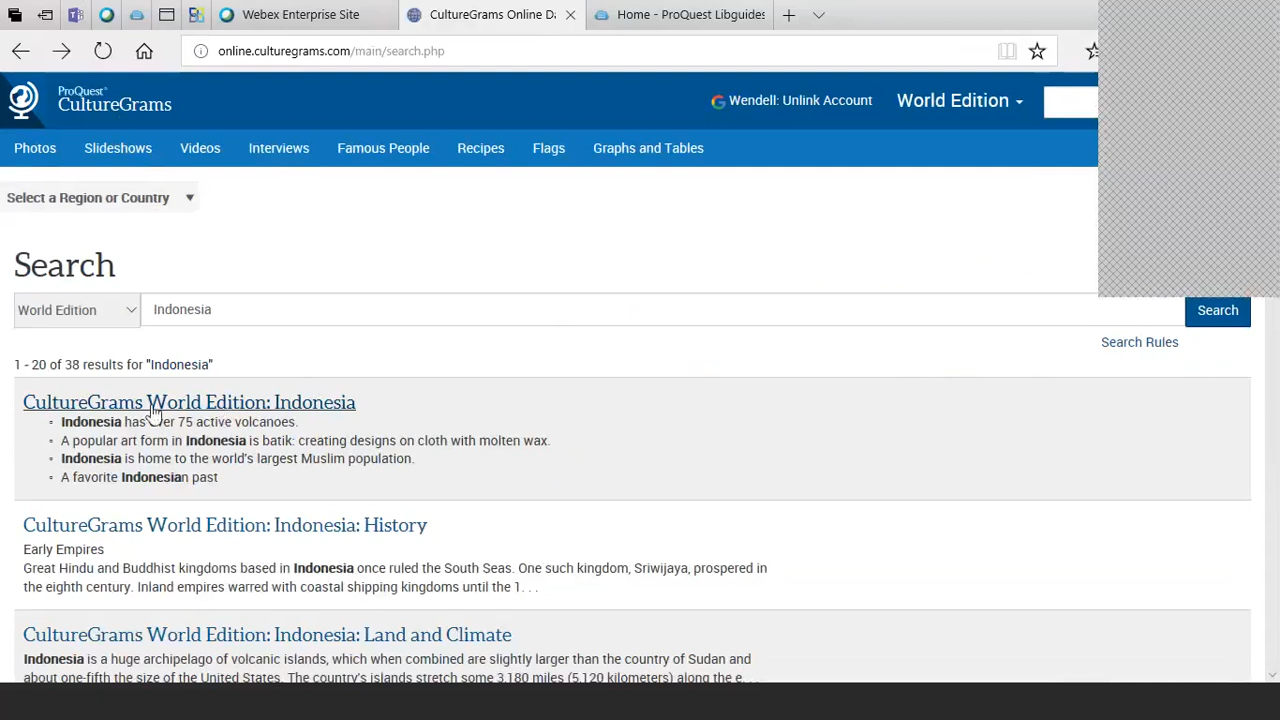 Webex Enterprise Site
CultureGrams Online Da
Home - ProQuest Libguides
online.culturegrams.com/main/search.php
ProQuest®
CultureGrams
Wendell: Unlink Account
World Edition
Photos
Slideshows
Videos
Interviews
Famous People
Recipes
Flags
Graphs and Tables
Select a Region or Country
Search
World Edition
Indonesia
Search
Search Rules
1 - 20 of 38 results for "Indonesia"
CultureGrams World Edition: Indonesia
Indonesia has over 75 active volcanoes.
A popular art form in Indonesia is batik: creating designs on cloth with molten wax.
Indonesia is home to the world's largest Muslim population.
A favorite Indonesian past
CultureGrams World Edition: Indonesia: History
Early Empires
Great Hindu and Buddhist kingdoms based in Indonesia once ruled the South Seas. One such kingdom, Sriwijaya, prospered in
the eighth century. Inland empires warred with coastal shipping kingdoms until the 1. . .
CultureGrams World Edition: Indonesia: Land and Climate
Indonesia is a huge archipelago of volcanic islands, which when combined are slightly larger than the country of Sudan and
about one-fifth the size of the United States. The country's islands stretch some 3,180 miles (5,120 kilometers) along the e. . .